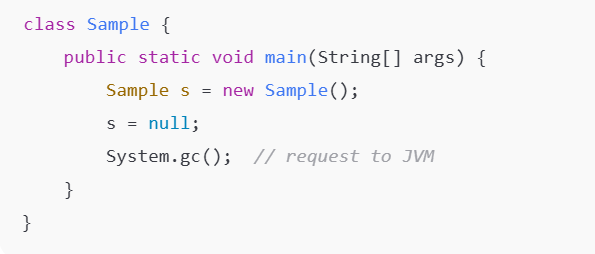 class Sample {
    public static void main(String[] args) {
        Sample s = new Sample();
        s = null;
        System.gc();  // request to JVM
    }
}